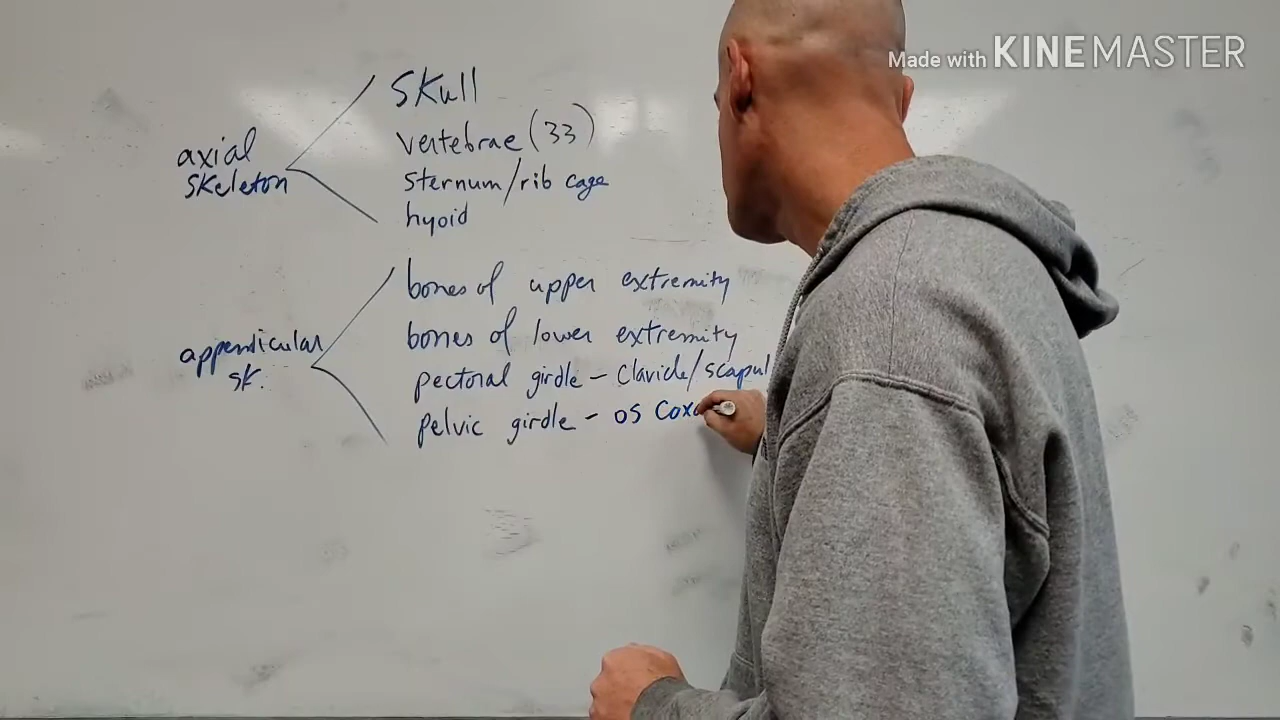 Made with KINEMASTER
axial
skeleton
skull
vertebrae (33)
sternum/rib cage
hyoid
appendicular
sk.
bones of upper extremity
bones of lower extremity
pectoral girdle - Clavicle/scapul
pelvic girdle - os Coxa